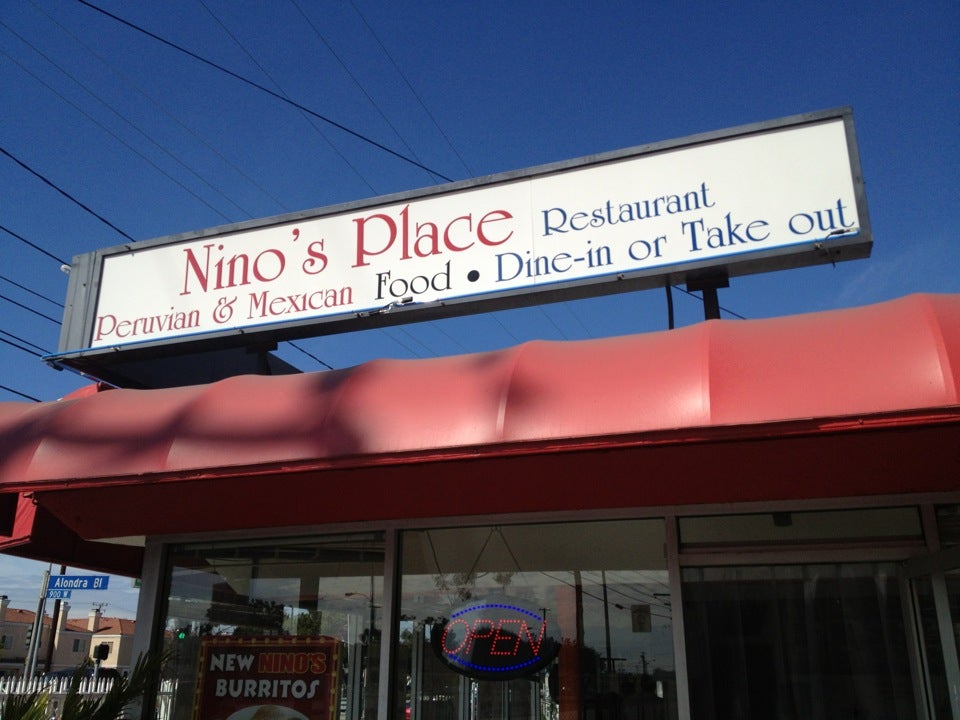 Nino's Place Restaurant
Peruvian & Mexican Food • Dine-in or Take out
Alondra Bl
900 W
OPEN
NEW NINO'S
BURRITOS